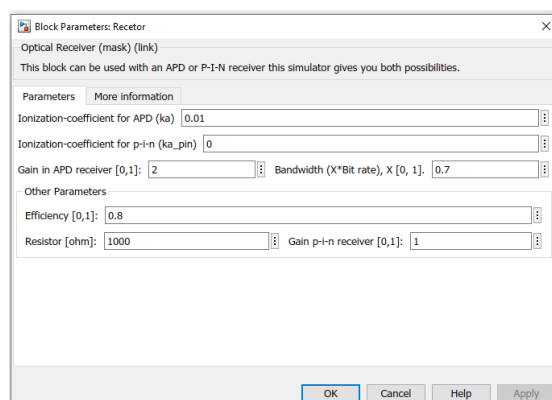 Block Parameters: Recetor
Optical Receiver (mask) (link)
This block can be used with an APD or P-I-N receiver this simulator gives you both possibilities.
Parameters More information
Ionization-coefficient for APD (ka) 0.01
Ionization-coefficient for p-i-n (ka_pin) 0
Gain in APD receiver [0,1]: 2 Bandwidth (X*Bit rate), X [0, 1]. 0.7
Other Parameters
Efficiency [0,1]: 0.8
Resistor [ohm]: 1000 Gain p-i-n receiver [0,1]: 1
OK Cancel Help Apply